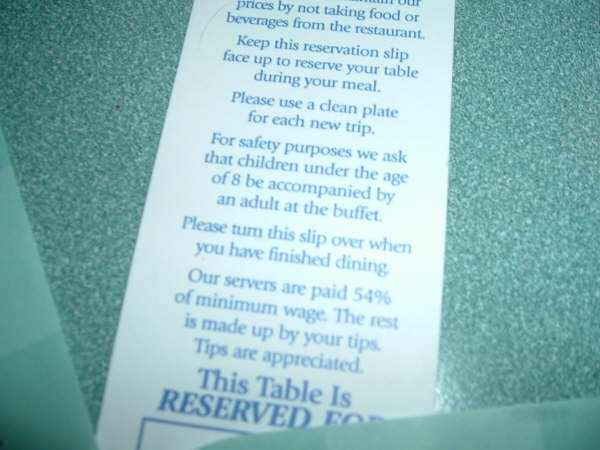 prices by not taking food or
beverages from the restaurant.
Keep this reservation slip
face up to reserve your table
during your meal.
Please use a clean plate
for each new trip.
For safety purposes we ask
that children under the age
of 8 be accompanied by
an adult at the buffet.
Please turn this slip over when
you have finished dining.
Our servers are paid 54%
of minimum wage. The rest
is made up by your tips.
Tips are appreciated.
This Table Is
RESERVED FOR